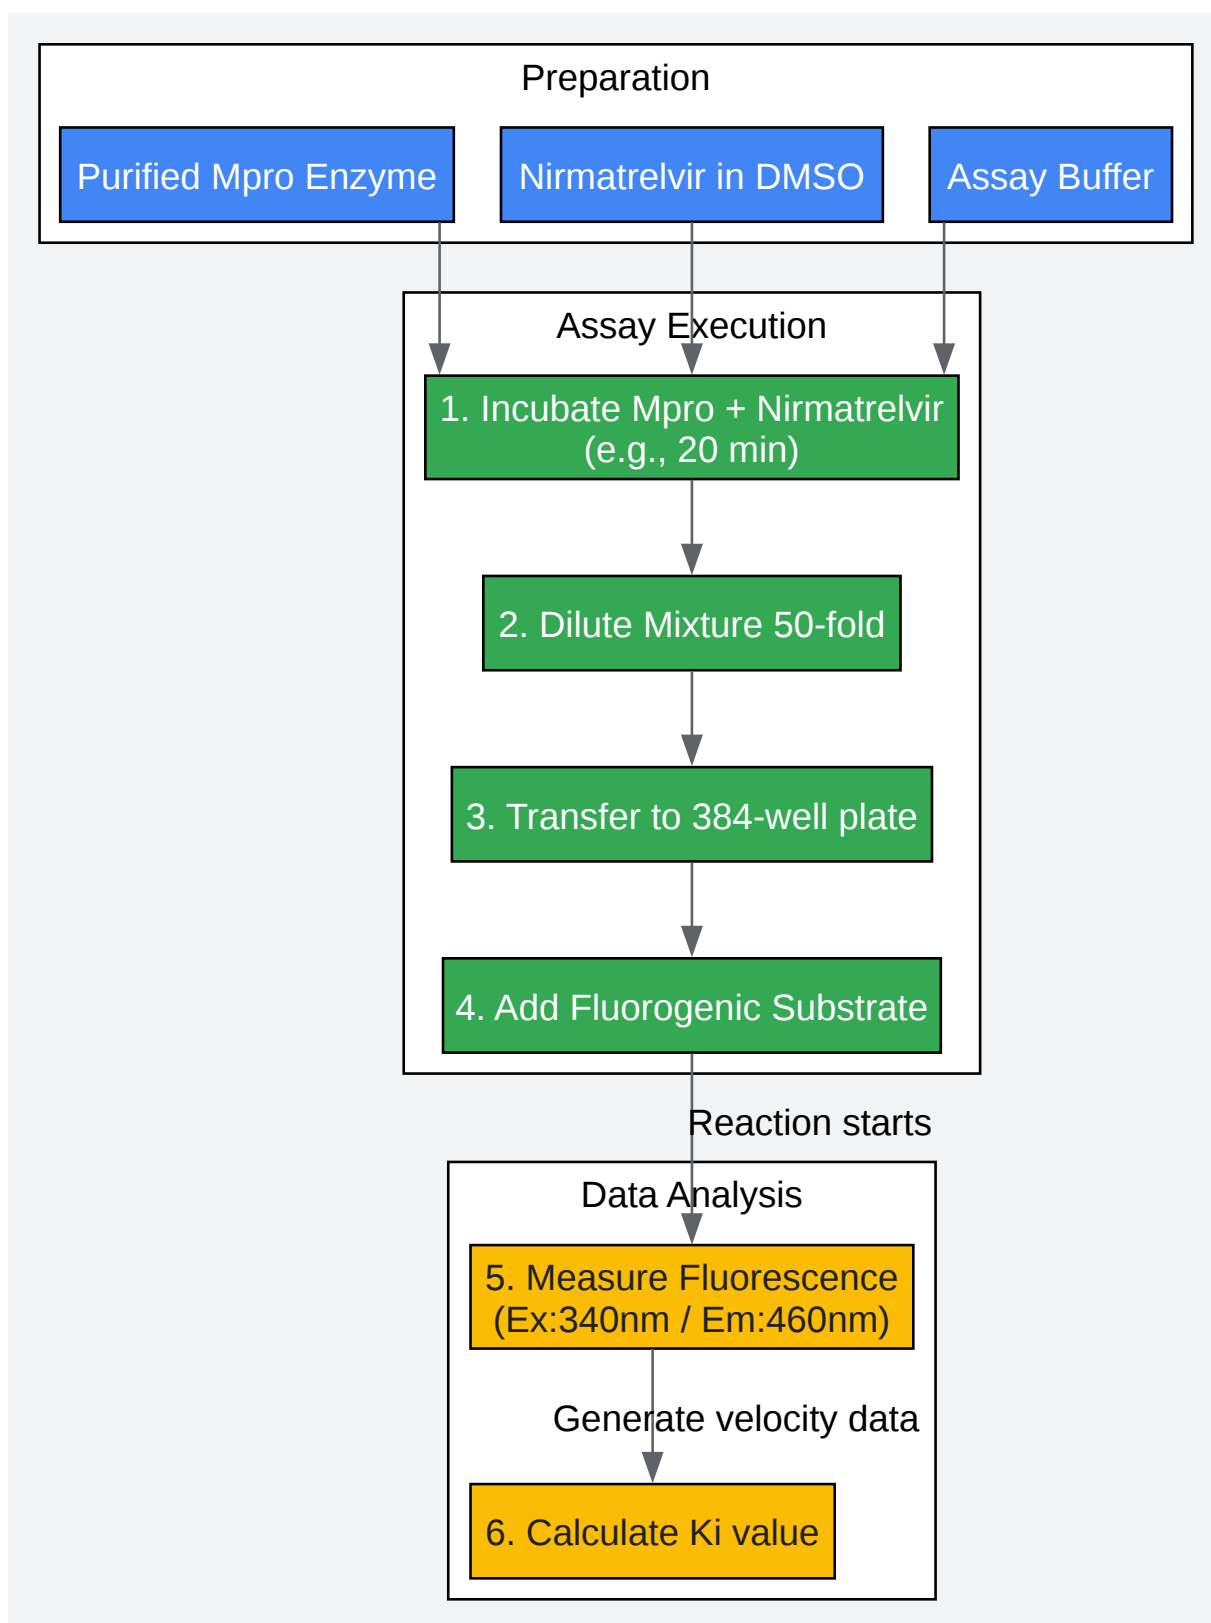 Preparation
Purified Mpro Enzyme
Nirmatrelvir in DMSO
Assay Buffer
Assay Execution
1. Incubate Mpro + Nirmatrelvir
(e.g., 20 min)
2. Dilute Mixture 50-fold
3. Transfer to 384-well plate
4. Add Fluorogenic Substrate
Reaction starts
Data Analysis
5. Measure Fluorescence
(Ex:340nm / Em:460nm)
Generate velocity data
6. Calculate Ki value